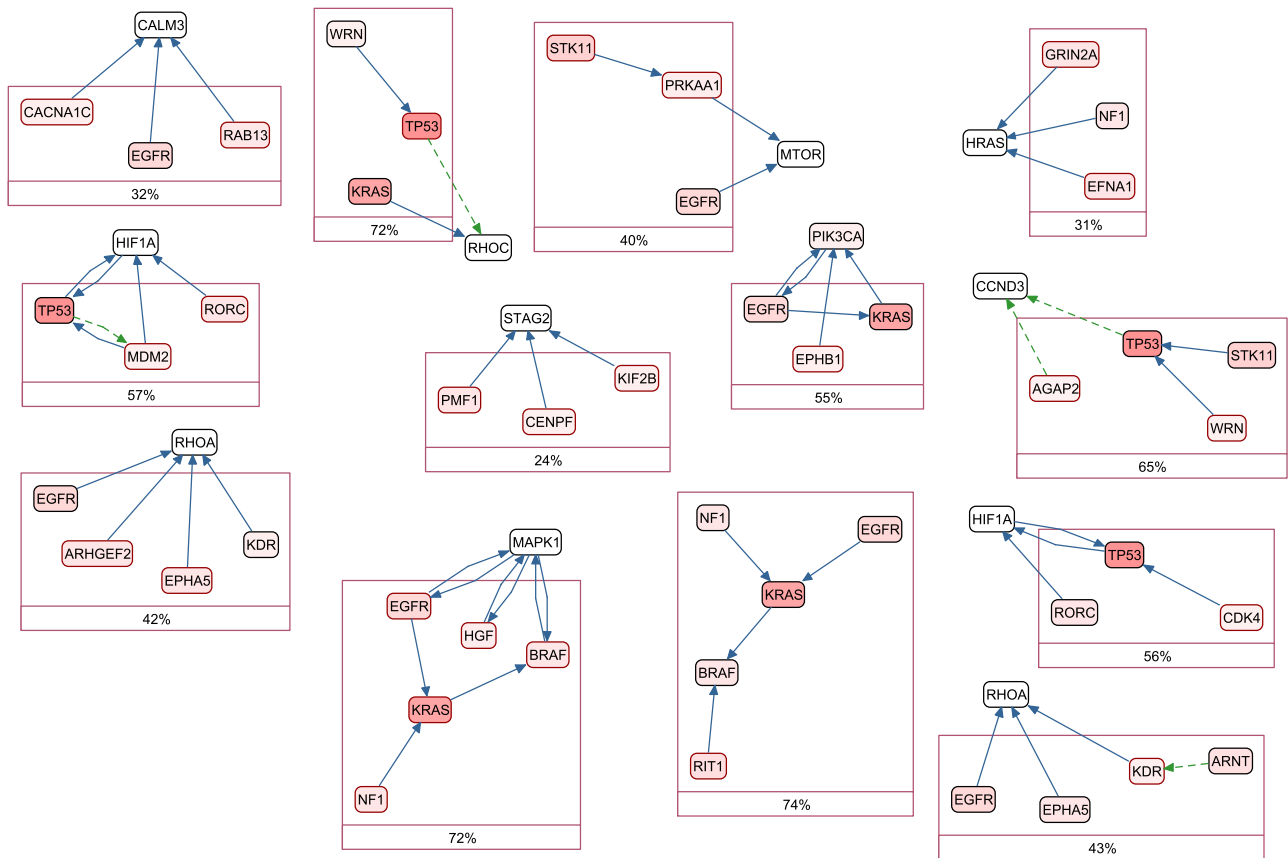 CALM3
CACNA1C
RAB13
EGFR
32%
WRN
TP53
KRAS
72%
RHOC
STK11
PRKAA1
MTOR
EGFR
40%
GRIN2A
NF1
HRAS
EFNA1
31%
HIF1A
TP53
RORC
MDM2
57%
STAG2
PMF1
KIF2B
CENPF
24%
PIK3CA
EGFR
KRAS
EPHB1
55%
CCND3
TP53
STK11
AGAP2
WRN
65%
RHOA
EGFR
ARHGEF2
KDR
EPHA5
42%
MAPK1
EGFR
HGF
BRAF
KRAS
NF1
72%
NF1
EGFR
KRAS
BRAF
RIT1
74%
HIF1A
TP53
RORC
CDK4
56%
RHOA
ARNT
KDR
EGFR
EPHA5
43%